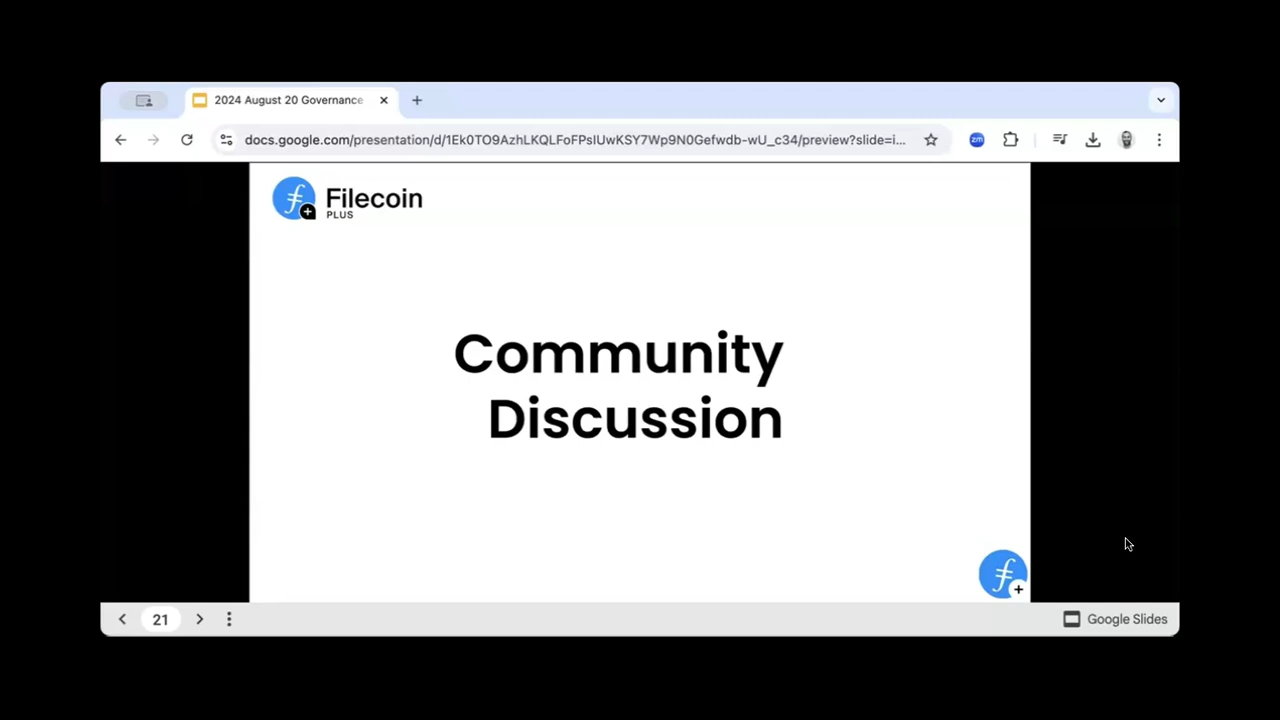 2024 August 20 Governance
docs.google.com/presentation/d/1Ek0TO9AzhLKQLFoFPsIUwKSY7Wp9N0Gefwdb-wU_c34/preview?slide=i...
zm
Filecoin
PLUS
Community
Discussion
21
Google Slides